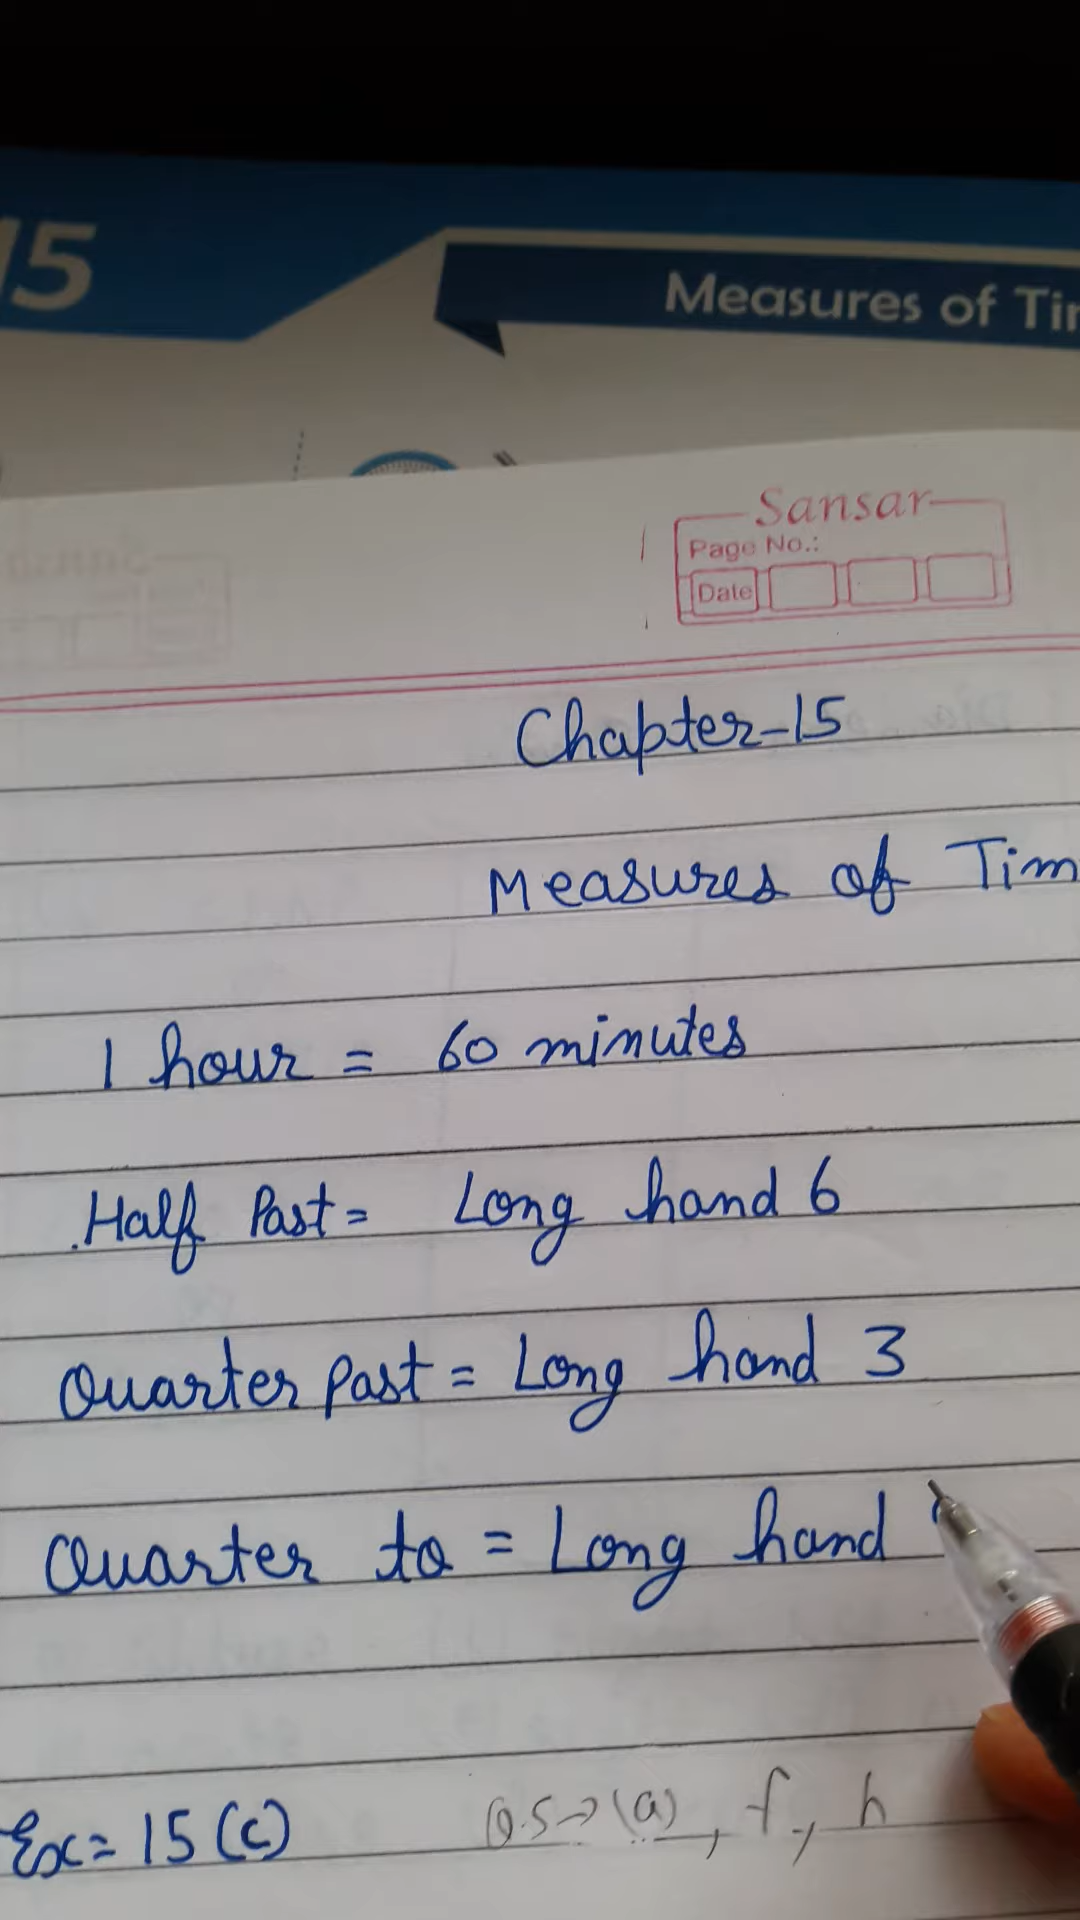 15
Measures of Tim
Sansar
Page No.:
Date
Chapter-15
Measures of Tim
1 hour = 60 minutes
Half Past = Long hand 6
Quarter Past = Long hand 3
Quarter to = Long hand
Ex = 15 (c)
Q.5→ (a), f, h